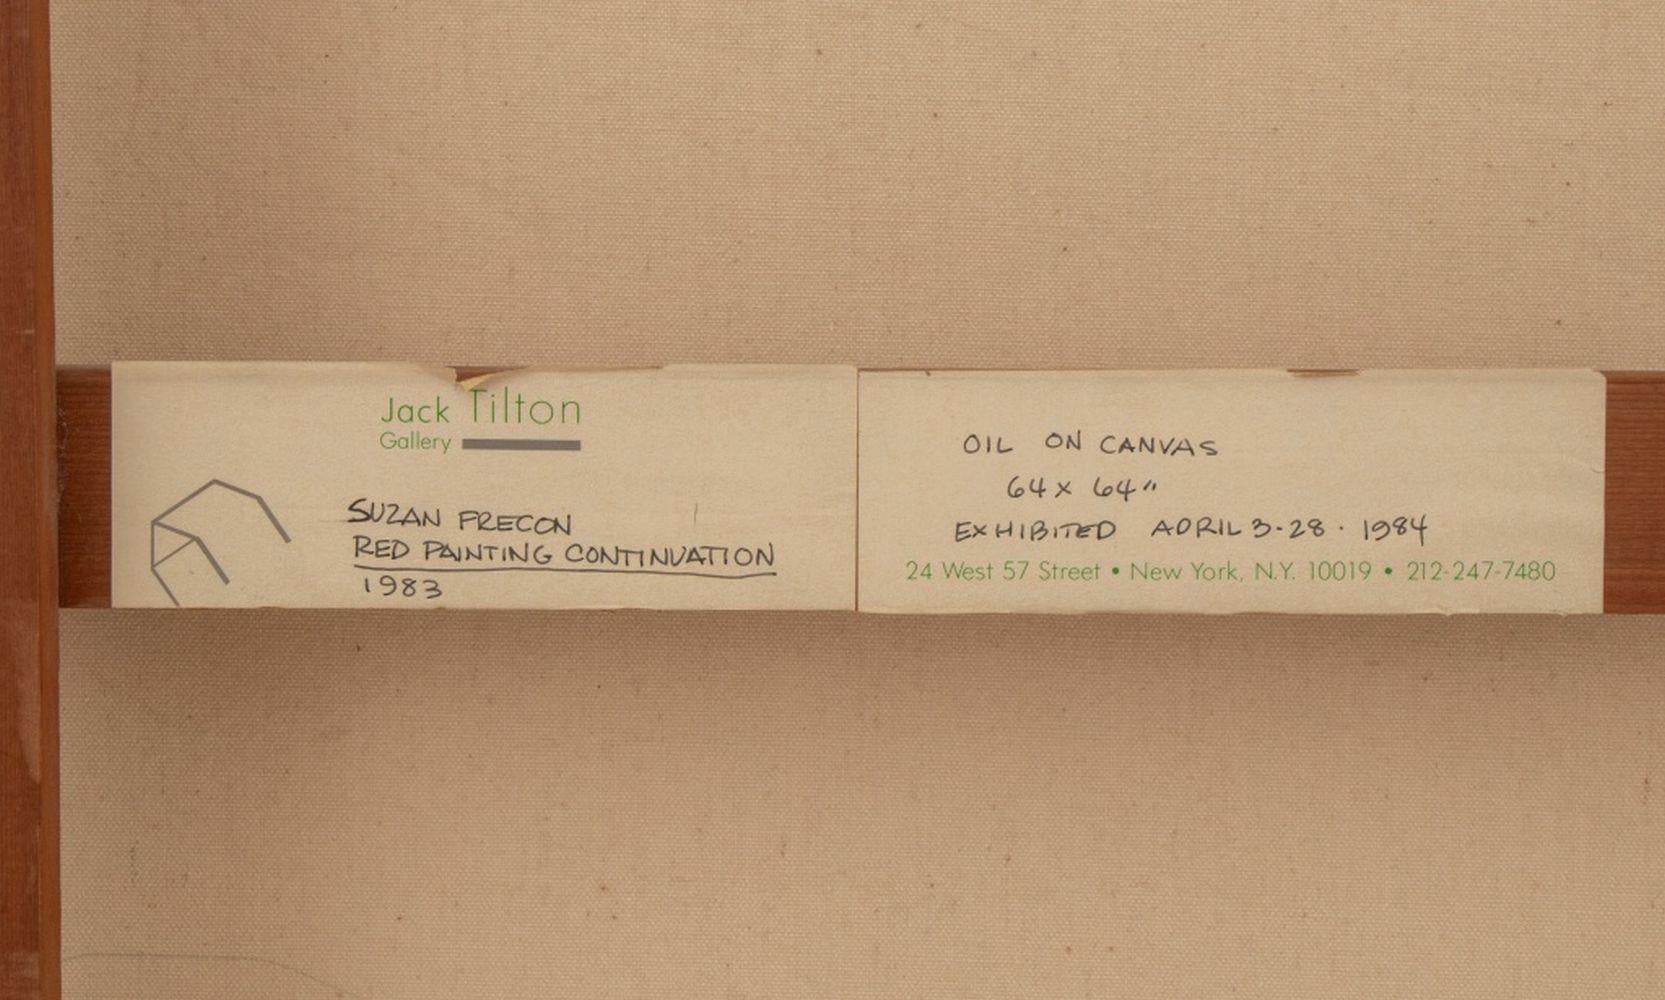 Jack Tilton
Gallery
SUZAN FRECON
RED PAINTING CONTINUATION
1983
OIL ON CANVAS
64 x 64"
EXHIBITED APRIL 3-28 · 1984
24 West 57 Street • New York, N.Y. 10019 • 212-247-7480